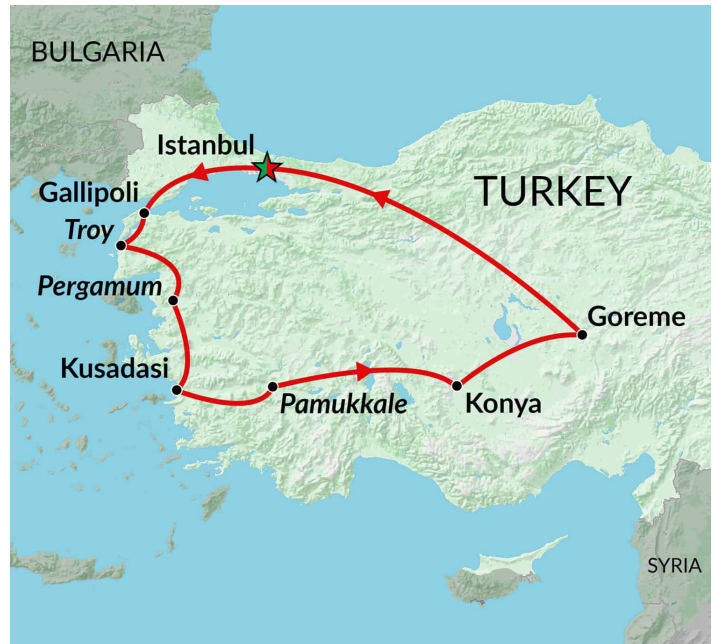 BULGARIA
Istanbul
TURKEY
Gallipoli
Troy
Pergamum
Goreme
Kusadasi
Pamukkale
Konya
SYRIA